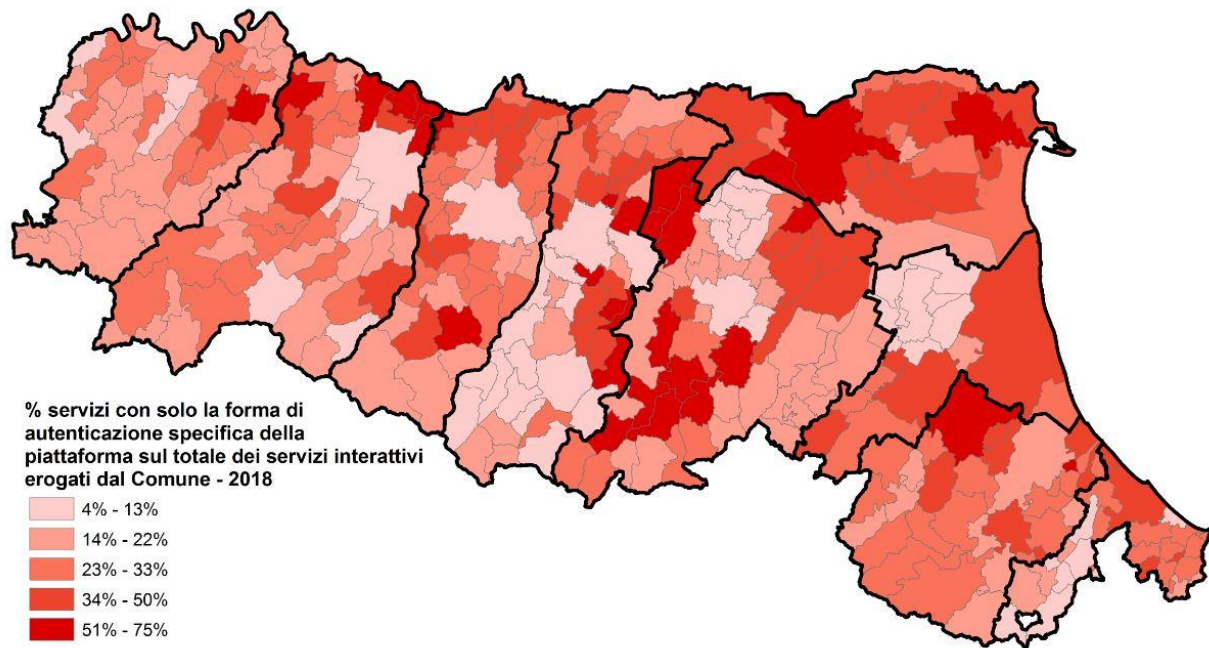 % servizi con solo la forma di
autenticazione specifica della
piattaforma sul totale dei servizi interattivi
erogati dal Comune - 2018
4% - 13%
14% - 22%
23% - 33%
34% - 50%
51% - 75%